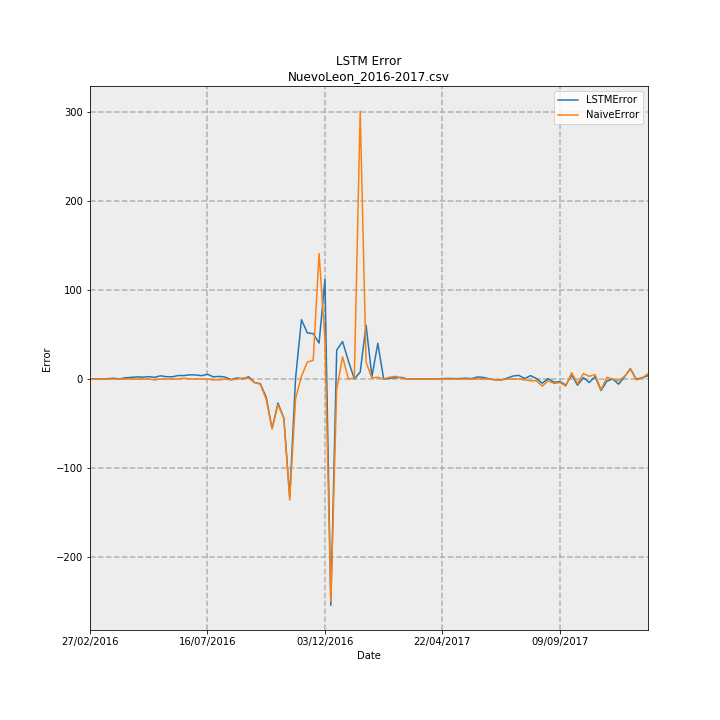 LSTM Error
NuevoLeon_2016-2017.csv
LSTMError
NaiveError
300
200
100
0
−100
−200
Error
27/02/2016 16/07/2016 03/12/2016 22/04/2017 09/09/2017
Date